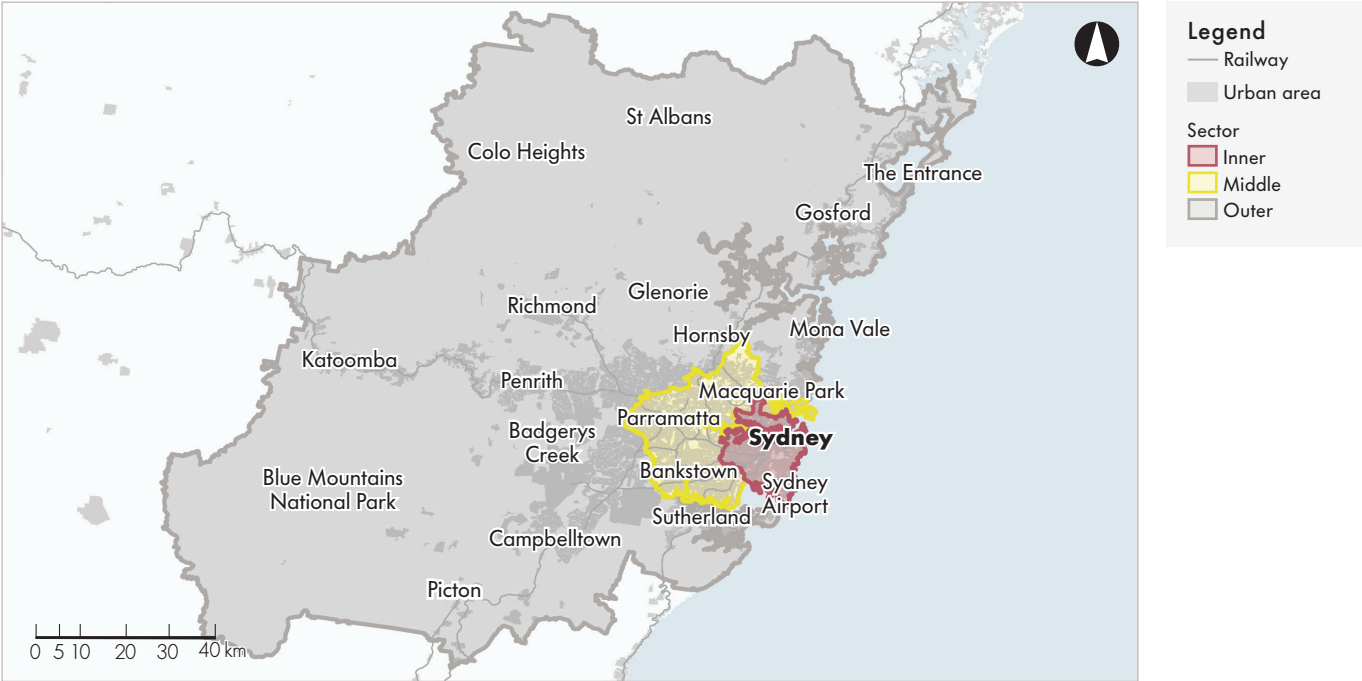 St Albans
Colo Heights
The Entrance
Gosford
Glenorie
Richmond
Mona Vale
Hornsby
Katoomba
Penrith
Macquarie Park
Parramatta
Badgerys
Creek
Sydney
Bankstown
Blue Mountains
National Park
Sydney
Airport
Sutherland
Campbelltown
Picton
0 5 10 20 30 40 km
Legend
Railway
Urban area
Sector
Inner
Middle
Outer